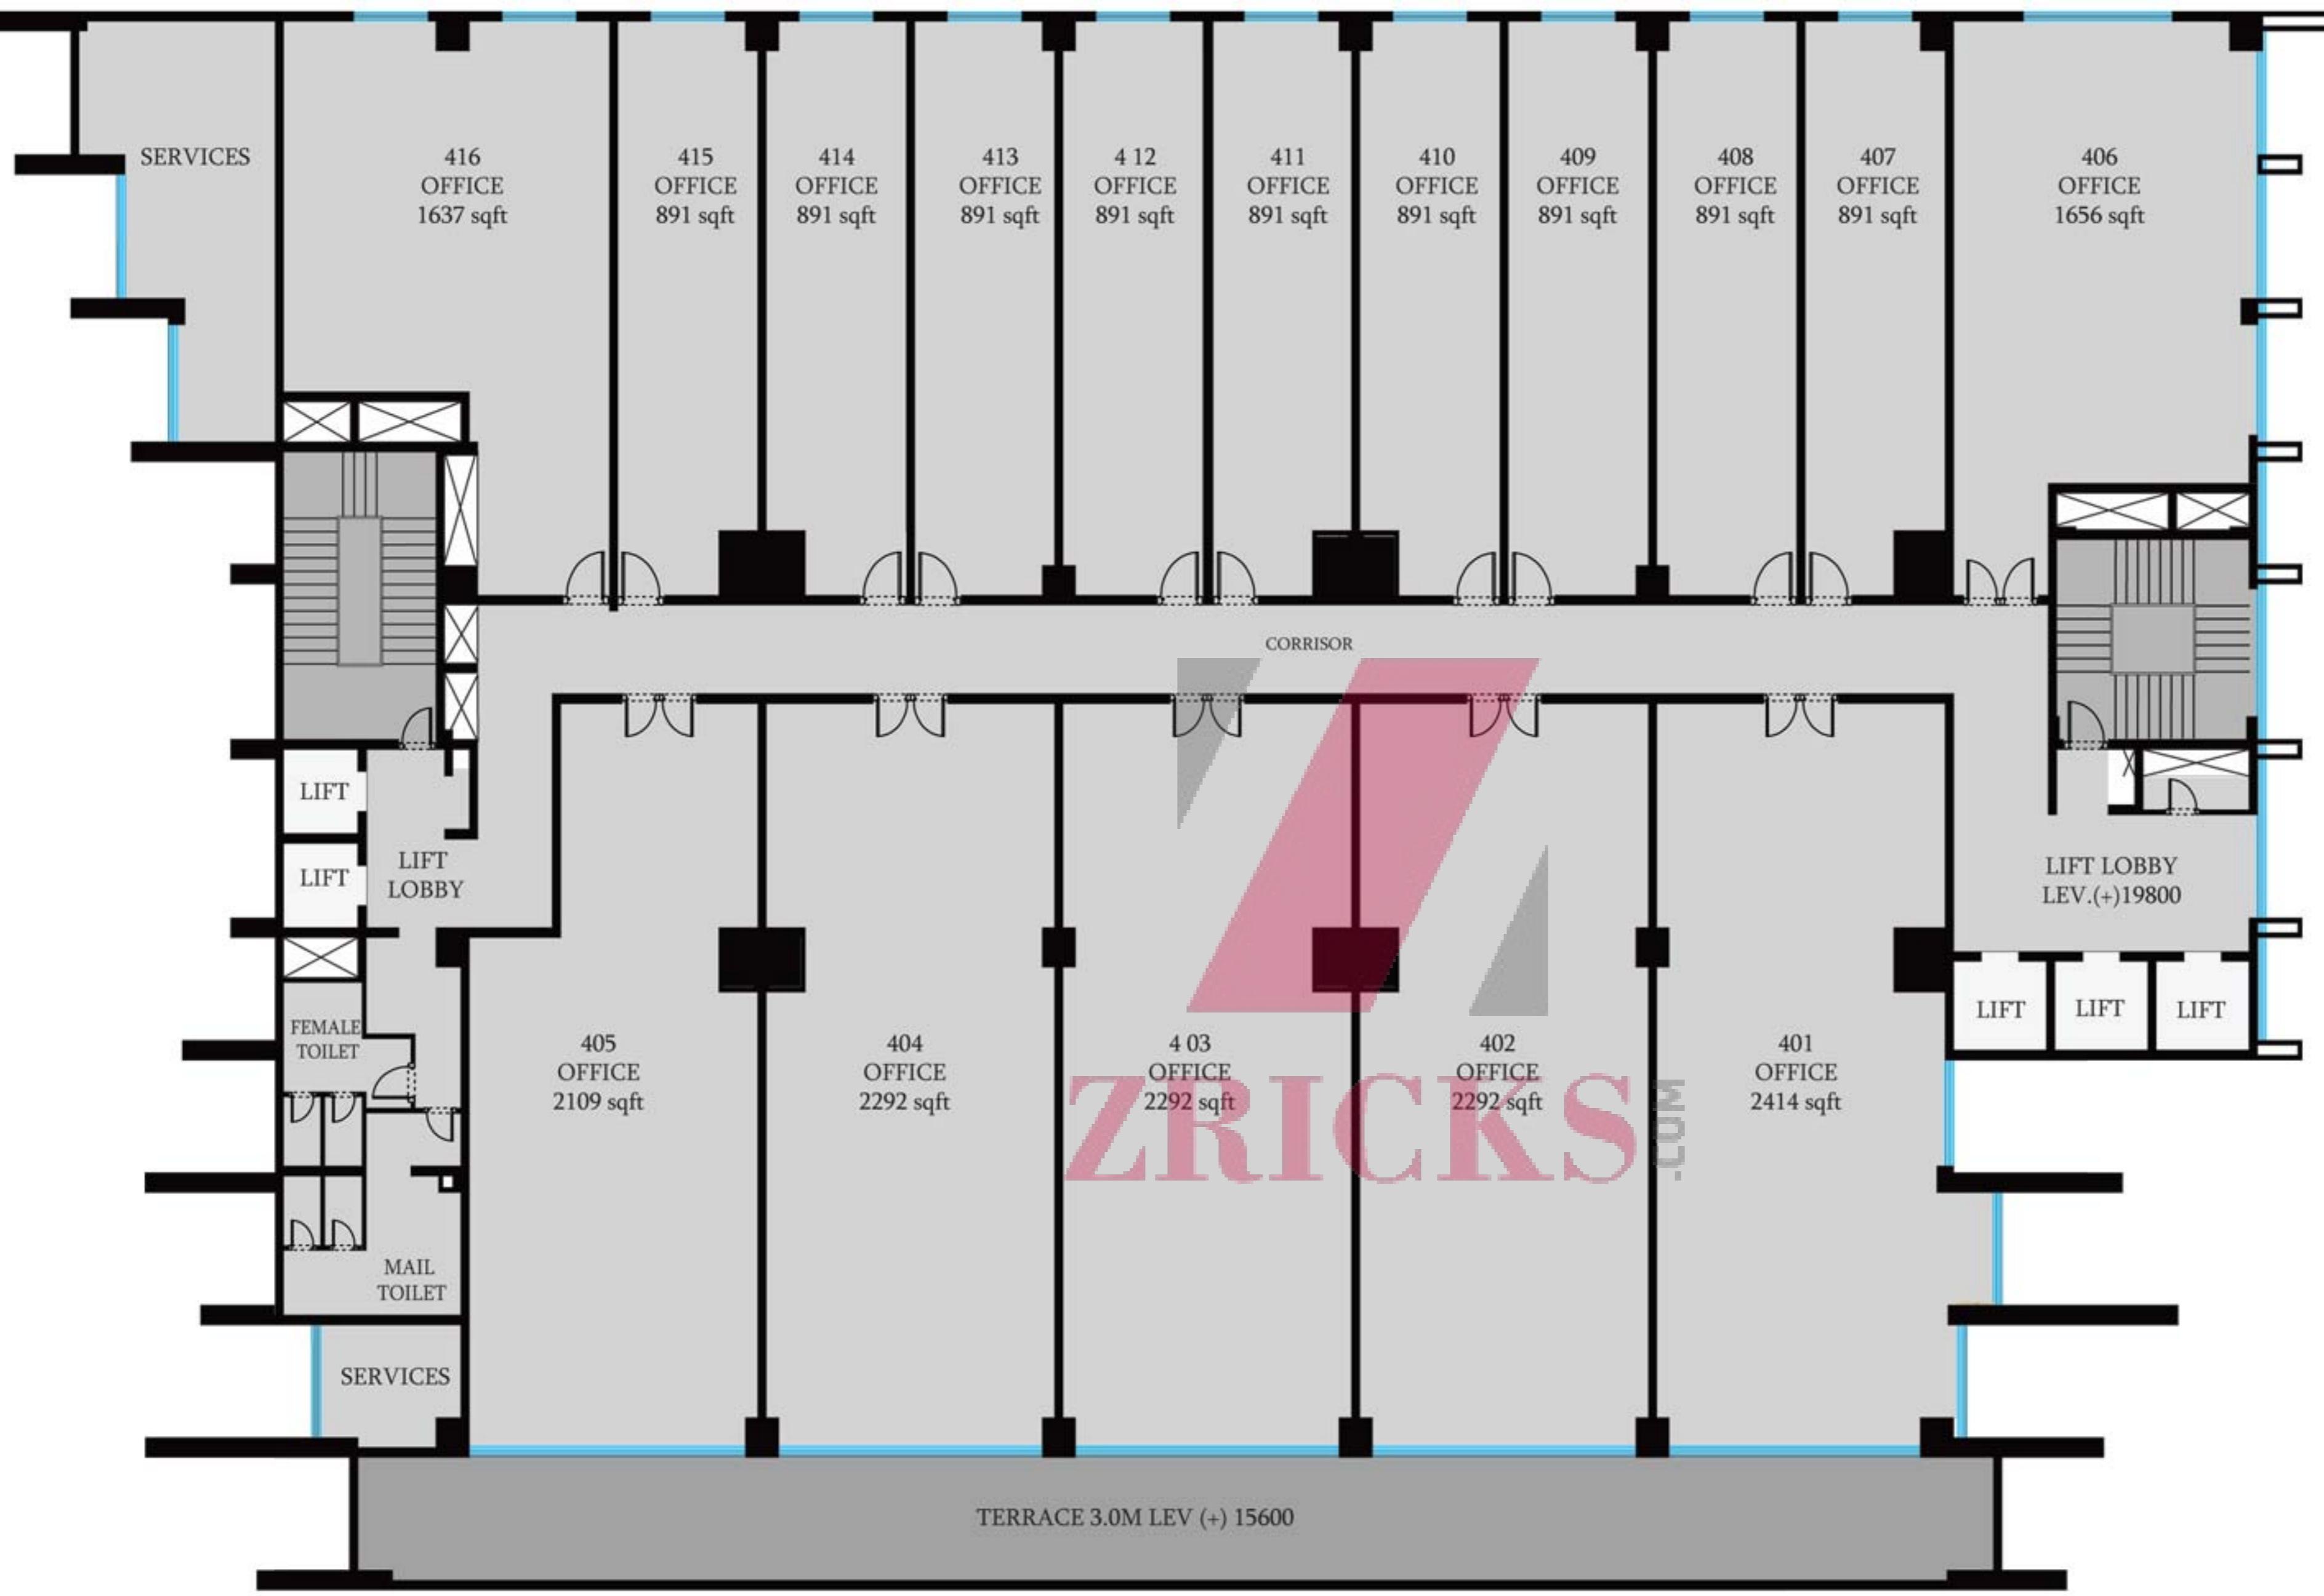 SERVICES
416
OFFICE
1637 sqft
415
OFFICE
891 sqft
414
OFFICE
891 sqft
413
OFFICE
891 sqft
4 12
OFFICE
891 sqft
411
OFFICE
891 sqft
410
OFFICE
891 sqft
409
OFFICE
891 sqft
408
OFFICE
891 sqft
407
OFFICE
891 sqft
406
OFFICE
1656 sqft
CORRISOR
LIFT
LIFT
LIFT
LOBBY
LIFT LOBBY
LEV.(+)19800
LIFT
LIFT
LIFT
FEMALE
TOILET
405
OFFICE
2109 sqft
404
OFFICE
2292 sqft
4 03
OFFICE
2292 sqft
402
OFFICE
2292 sqft
401
OFFICE
2414 sqft
ZRICKS
.COM
MAIL
TOILET
SERVICES
TERRACE 3.0M LEV (+) 15600